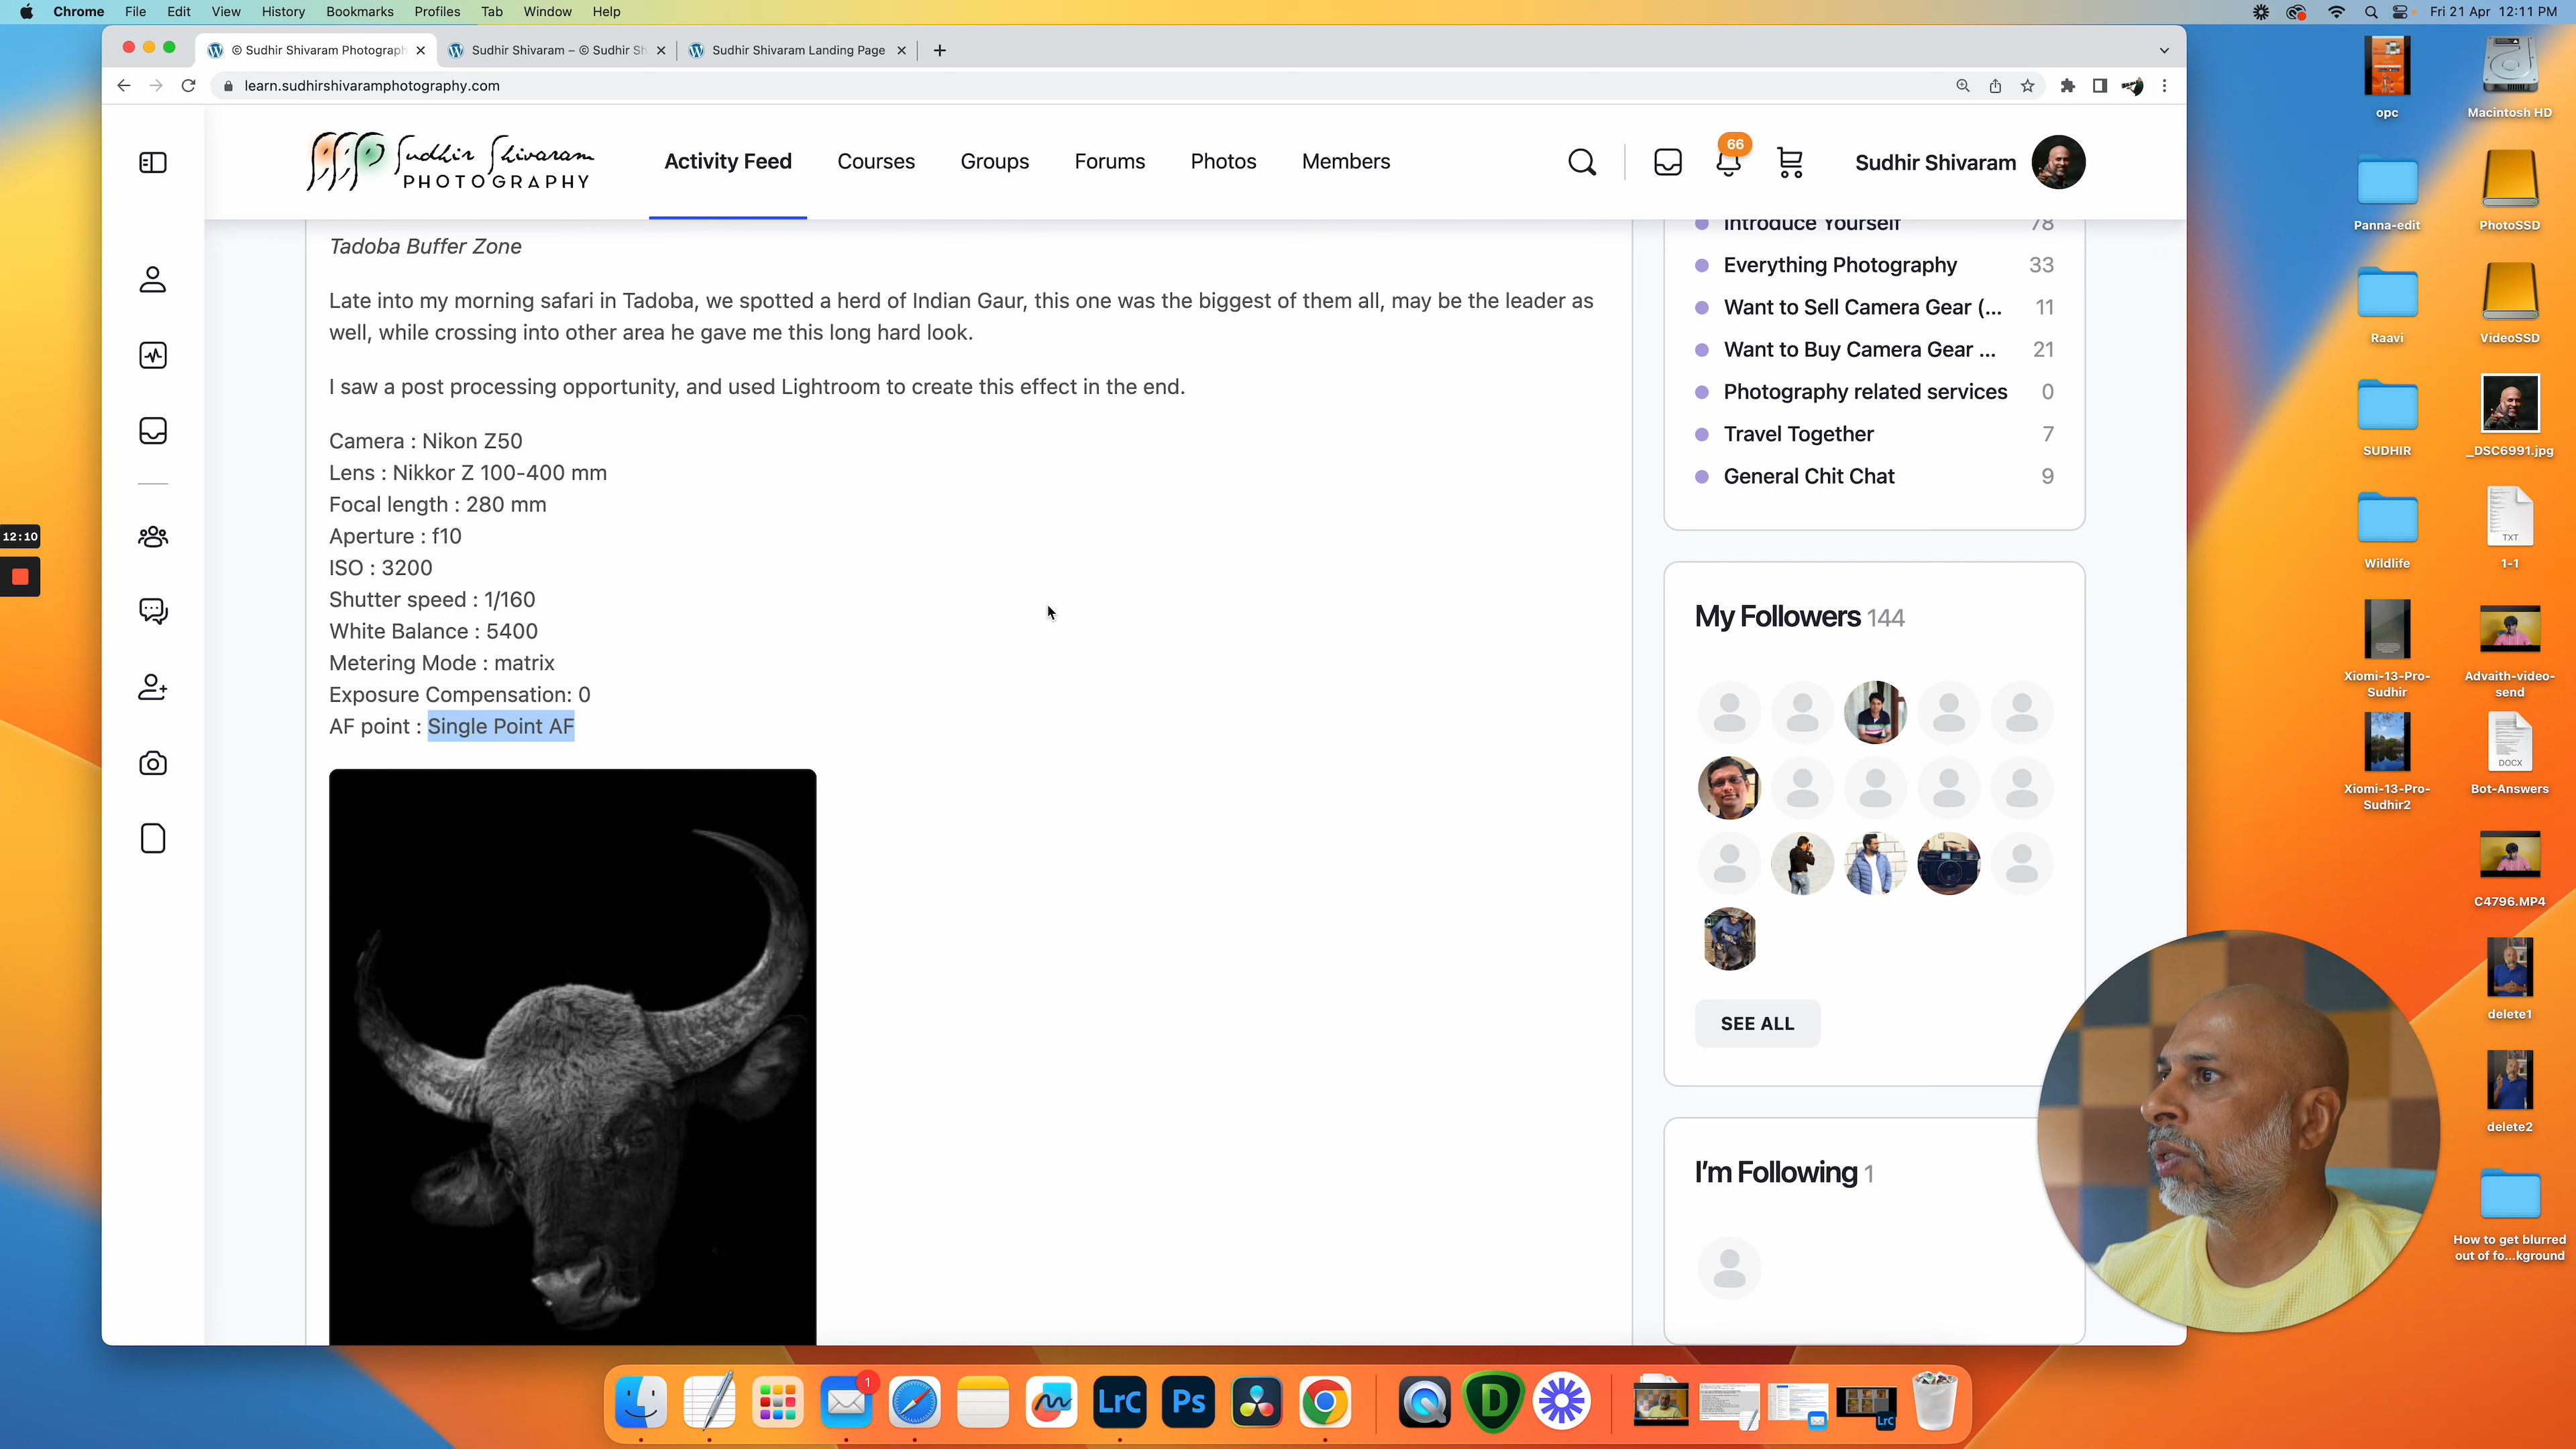 Chrome File Edit View History Bookmarks Profiles Tab Window Help
Fri 21 Apr 12:11 PM
© Sudhir Shivaram Photograph
Sudhir Shivaram – © Sudhir Sh
Sudhir Shivaram Landing Page
learn.sudhirshivaramphotography.com
Sudhir Shivaram
PHOTOGRAPHY
Activity Feed
Courses
Groups
Forums
Photos
Members
66
Sudhir Shivaram
Tadoba Buffer Zone
Late into my morning safari in Tadoba, we spotted a herd of Indian Gaur, this one was the biggest of them all, may be the leader as
well, while crossing into other area he gave me this long hard look.
I saw a post processing opportunity, and used Lightroom to create this effect in the end.
Camera : Nikon Z50
Lens : Nikkor Z 100-400 mm
Focal length : 280 mm
Aperture : f10
ISO : 3200
Shutter speed : 1/160
White Balance : 5400
Metering Mode : matrix
Exposure Compensation: 0
AF point : Single Point AF
Introduce Yourself 78
Everything Photography 33
Want to Sell Camera Gear (... 11
Want to Buy Camera Gear ... 21
Photography related services 0
Travel Together 7
General Chit Chat 9
My Followers 144
SEE ALL
I'm Following 1
12:10
opc
Macintosh HD
Panna-edit
PhotoSSD
Raavi
VideoSSD
SUDHIR
_DSC6991.jpg
Wildlife
TXT
1-1
Xiomi-13-Pro-
Sudhir
Advaith-video-
send
Xiomi-13-Pro-
Sudhir2
DOCX
Bot-Answers
C4796.MP4
delete1
delete2
How to get blurred
out of fo...kground
1
LrC
Ps
D
LrC